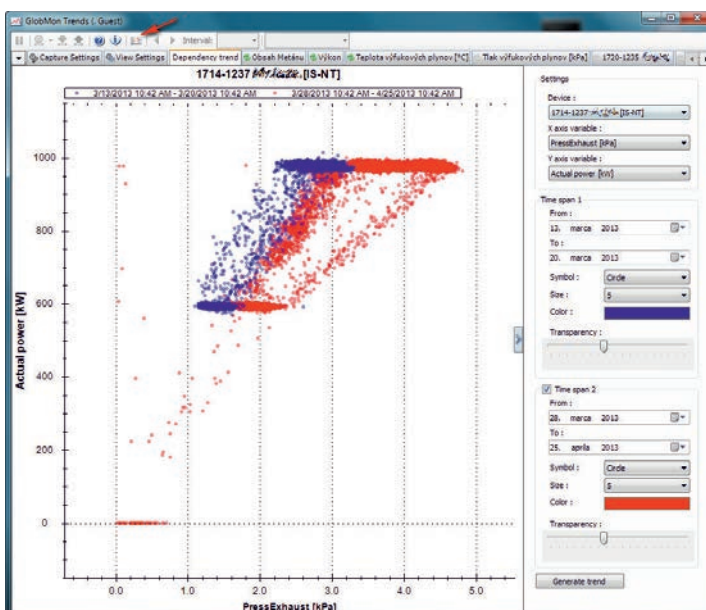 GlobMon Trends (. Guest)
Interval:
Capture Settings View Settings Dependency trend Obsah Metánu Výkon Teplota výfukových plynov [°C] Tlak výfukových plynov [kPa] 1720-1235
1714-1237 [IS-NT]
3/13/2013 10:42 AM - 3/20/2013 10:42 AM 3/28/2013 10:42 AM - 4/25/2013 10:42 AM
Actual power [kW]
1000
800
600
400
200
0
0.0 1.0 2.0 3.0 4.0 5.0
PressExhaust [kPa]
Settings
Device :
1714-1237 [IS-NT]
X axis variable :
PressExhaust [kPa]
Y axis variable :
Actual power [kW]
Time span 1
From :
13. marca 2013
To :
20. marca 2013
Symbol : Circle
Size : 5
Color :
Transparency :
Time span 2
From :
28. marca 2013
To :
25. apríla 2013
Symbol : Circle
Size : 5
Color :
Transparency :
Generate trend